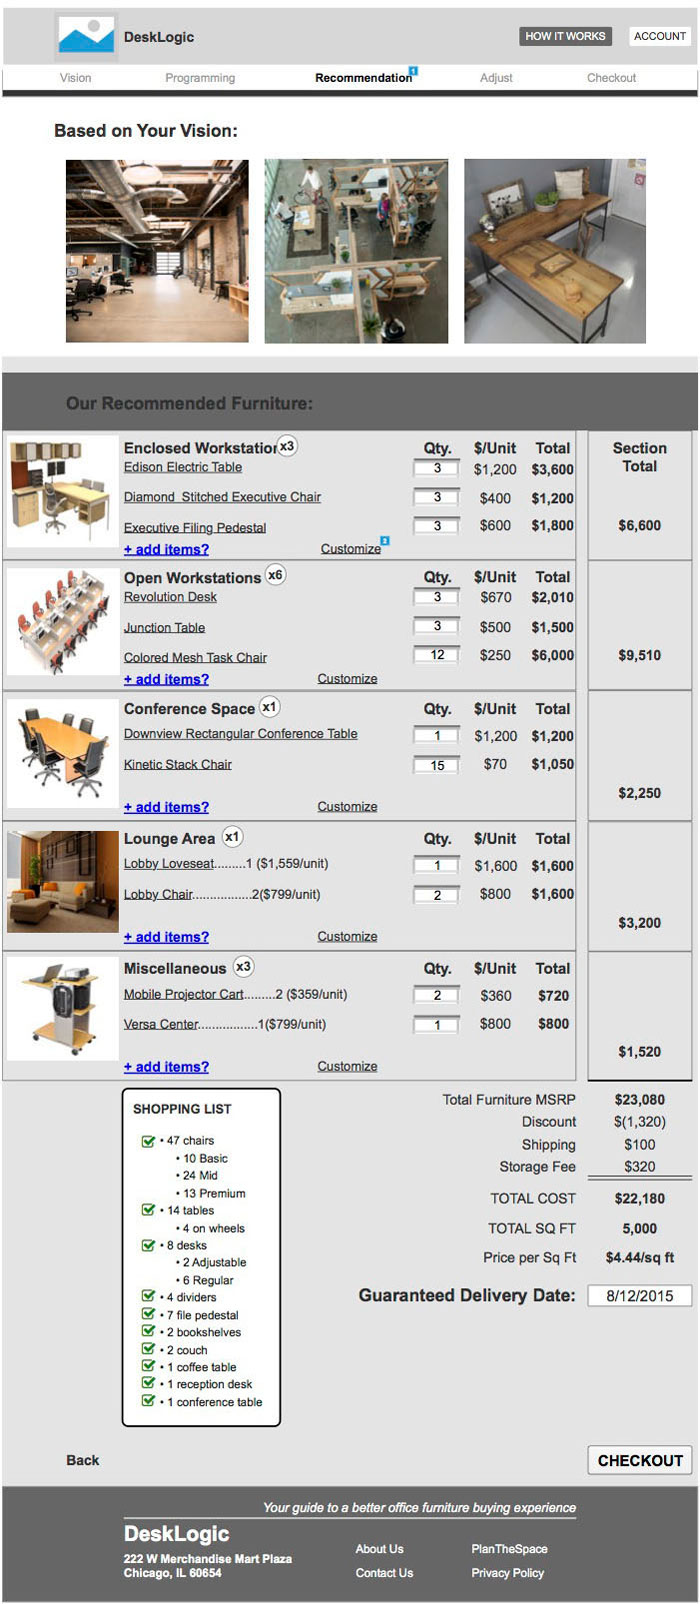 DeskLogic
HOW IT WORKS
ACCOUNT
Vision Programming Recommendation 1 Adjust Checkout
Based on Your Vision:
Our Recommended Furniture:
Enclosed Workstation x3 Qty. $/Unit Total Section Total
Edison Electric Table 3 $1,200 $3,600
Diamond Stitched Executive Chair 3 $400 $1,200
Executive Filing Pedestal 3 $600 $1,800 $6,600
+ add items? Customize
Open Workstations x6 Qty. $/Unit Total
Revolution Desk 3 $670 $2,010
Junction Table 3 $500 $1,500
Colored Mesh Task Chair 12 $250 $6,000 $9,510
+ add items? Customize
Conference Space x1 Qty. $/Unit Total
Downview Rectangular Conference Table 1 $1,200 $1,200
Kinetic Stack Chair 15 $70 $1,050
$2,250
+ add items? Customize
Lounge Area x1 Qty. $/Unit Total
Lobby Loveseat.........1 ($1,559/unit) 1 $1,600 $1,600
Lobby Chair.................2($799/unit) 2 $800 $1,600
$3,200
+ add items? Customize
Miscellaneous x3 Qty. $/Unit Total
Mobile Projector Cart.........2 ($359/unit) 2 $360 $720
Versa Center.................1($799/unit) 1 $800 $800
$1,520
+ add items? Customize
SHOPPING LIST
• 47 chairs
• 10 Basic
• 24 Mid
• 13 Premium
• 14 tables
• 4 on wheels
• 8 desks
• 2 Adjustable
• 6 Regular
• 4 dividers
• 7 file pedestal
• 2 bookshelves
• 2 couch
• 1 coffee table
• 1 reception desk
• 1 conference table
Total Furniture MSRP $23,080
Discount $(1,320)
Shipping $100
Storage Fee $320
TOTAL COST $22,180
TOTAL SQ FT 5,000
Price per Sq Ft $4.44/sq ft
Guaranteed Delivery Date: 8/12/2015
Back
CHECKOUT
Your guide to a better office furniture buying experience
DeskLogic
222 W Merchandise Mart Plaza
Chicago, IL 60654
About Us PlanTheSpace
Contact Us Privacy Policy